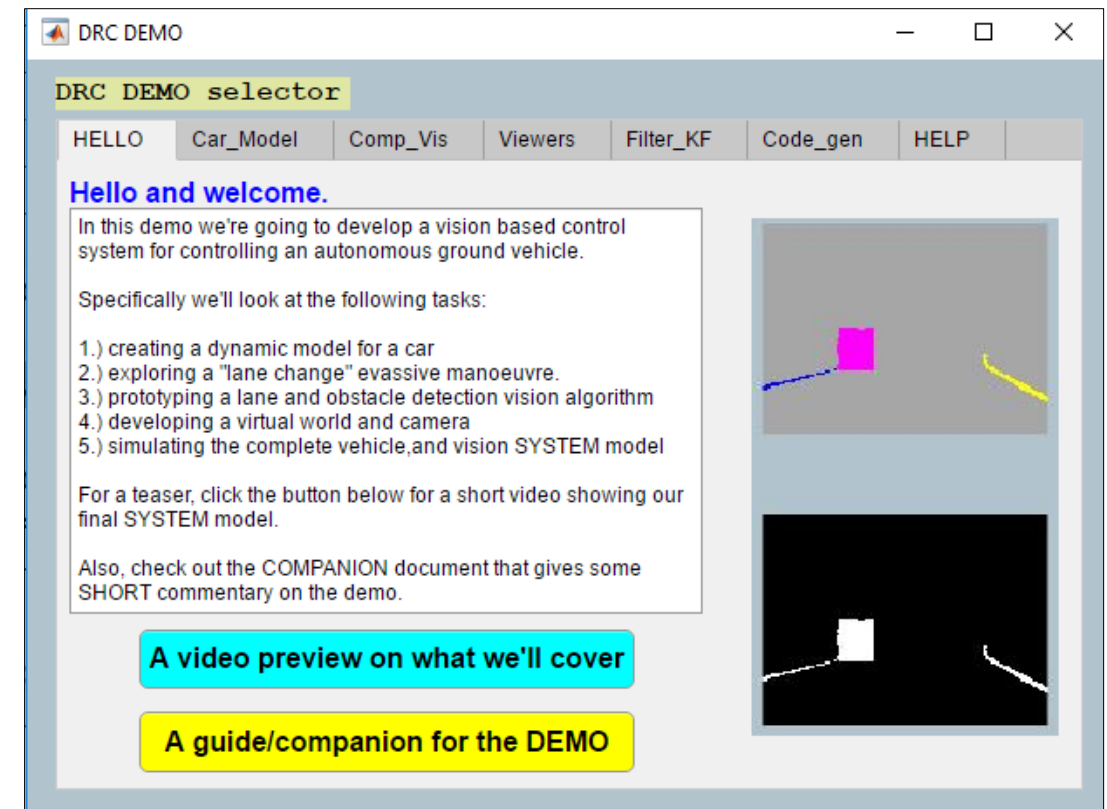 DRC DEMO
DRC DEMO selector
HELLO Car_Model Comp_Vis Viewers Filter_KF Code_gen HELP
Hello and welcome.
In this demo we're going to develop a vision based control
system for controlling an autonomous ground vehicle.
Specifically we'll look at the following tasks:
1.) creating a dynamic model for a car
2.) exploring a "lane change" evassive manoeuvre.
3.) prototyping a lane and obstacle detection vision algorithm
4.) developing a virtual world and camera
5.) simulating the complete vehicle,and vision SYSTEM model
For a teaser, click the button below for a short video showing our
final SYSTEM model.
Also, check out the COMPANION document that gives some
SHORT commentary on the demo.
A video preview on what we'll cover
A guide/companion for the DEMO